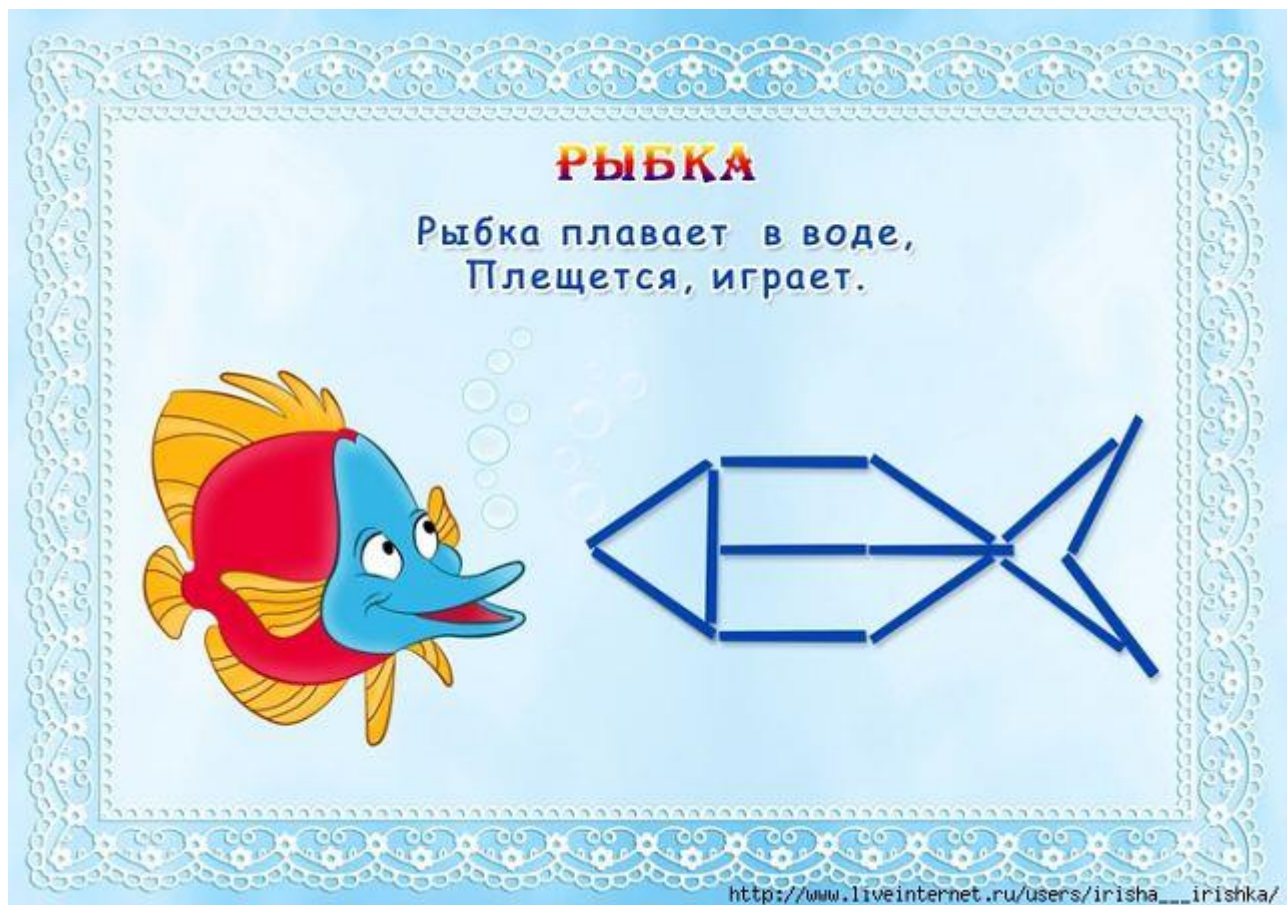 РЫБКА
Рыбка плавает в воде,
Плещется, играет.
http://www.liveinternet.ru/users/irisha___irishka/